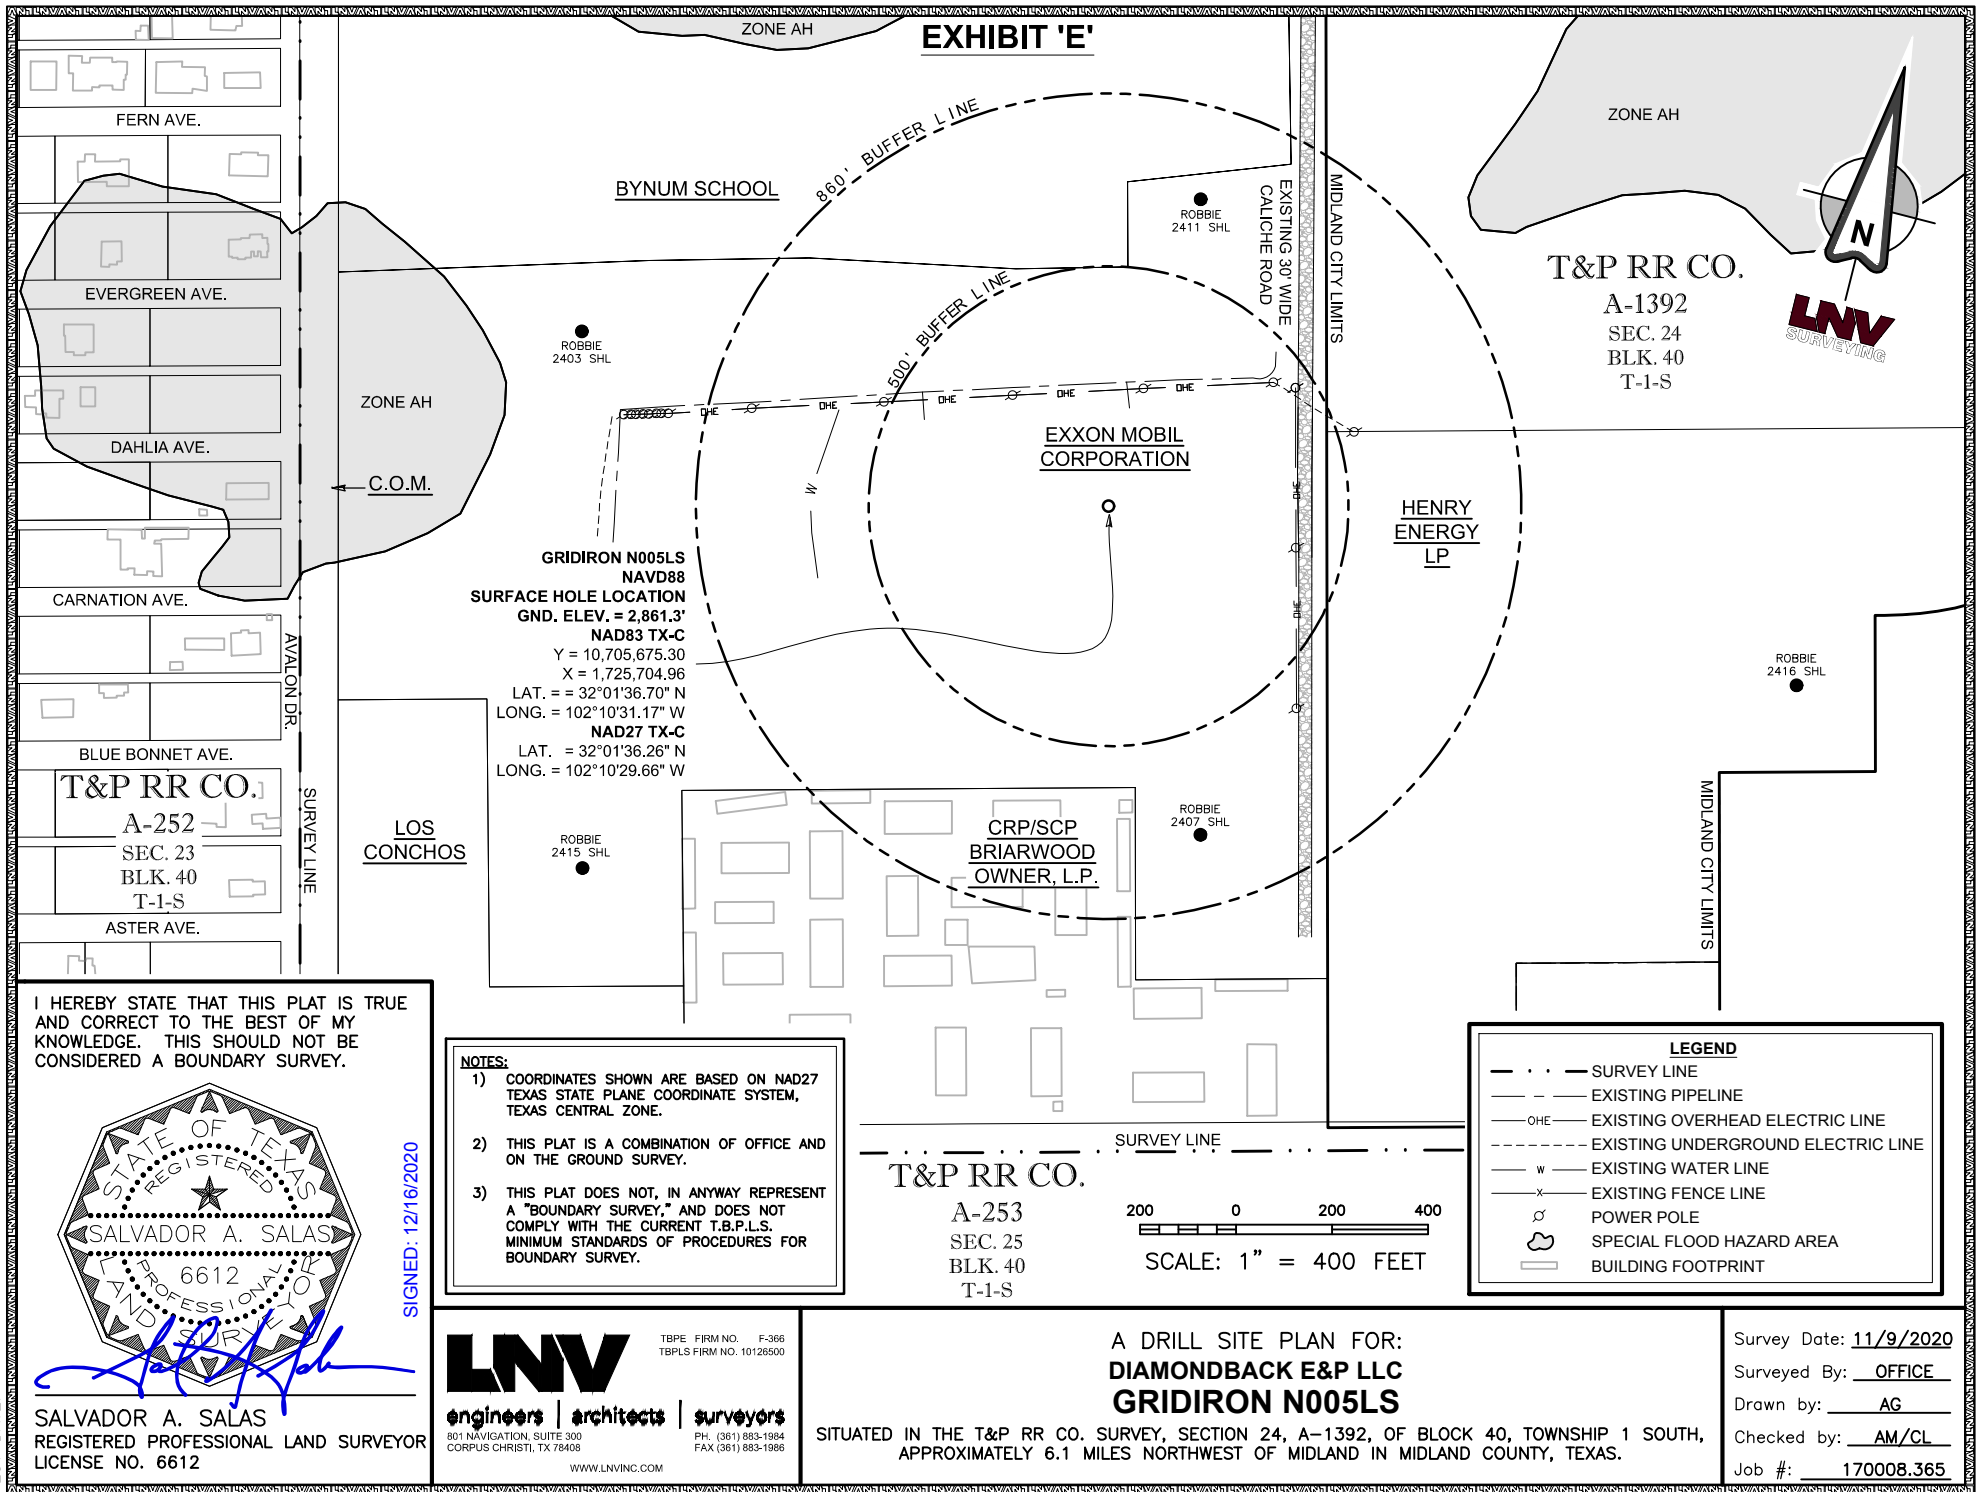 EXHIBIT 'E'
ZONE AH
ZONE AH
FERN AVE.
BYNUM SCHOOL
860' BUFFER LINE
500' BUFFER LINE
ROBBIE
2411 SHL
EXISTING 30' WIDE
CALICHE ROAD
MIDLAND CITY LIMITS
N
LNV
SURVEYING
T&P RR CO.
A-1392
SEC. 24
BLK. 40
T-1-S
EVERGREEN AVE.
ROBBIE
2403 SHL
ZONE AH
OHE
OHE
OHE
OHE
OHE
DAHLIA AVE.
C.O.M.
W
EXXON MOBIL
CORPORATION
OHE
OHE
HENRY
ENERGY
LP
CARNATION AVE.
AVALON DR.
GRIDIRON N005LS
NAVD88
SURFACE HOLE LOCATION
GND. ELEV. = 2,861.3'
NAD83 TX-C
Y = 10,705,675.30
X = 1,725,704.96
LAT. = = 32°01'36.70" N
LONG. = 102°10'31.17" W
NAD27 TX-C
LAT. = 32°01'36.26" N
LONG. = 102°10'29.66" W
ROBBIE
2416 SHL
BLUE BONNET AVE.
T&P RR CO.
A-252
SEC. 23
BLK. 40
T-1-S
SURVEY LINE
LOS
CONCHOS
ROBBIE
2415 SHL
CRP/SCP
BRIARWOOD
OWNER, L.P.
ROBBIE
2407 SHL
MIDLAND CITY LIMITS
ASTER AVE.
I HEREBY STATE THAT THIS PLAT IS TRUE
AND CORRECT TO THE BEST OF MY
KNOWLEDGE. THIS SHOULD NOT BE
CONSIDERED A BOUNDARY SURVEY.
STATE OF TEXAS
REGISTERED
SALVADOR A. SALAS
6612
PROFESSIONAL
LAND SURVEYOR
SIGNED: 12/16/2020
SALVADOR A. SALAS
REGISTERED PROFESSIONAL LAND SURVEYOR
LICENSE NO. 6612
NOTES:
1) COORDINATES SHOWN ARE BASED ON NAD27
TEXAS STATE PLANE COORDINATE SYSTEM,
TEXAS CENTRAL ZONE.
2) THIS PLAT IS A COMBINATION OF OFFICE AND
ON THE GROUND SURVEY.
3) THIS PLAT DOES NOT, IN ANYWAY REPRESENT
A "BOUNDARY SURVEY," AND DOES NOT
COMPLY WITH THE CURRENT T.B.P.L.S.
MINIMUM STANDARDS OF PROCEDURES FOR
BOUNDARY SURVEY.
SURVEY LINE
T&P RR CO.
A-253
SEC. 25
BLK. 40
T-1-S
200 0 200 400
SCALE: 1" = 400 FEET
LEGEND
SURVEY LINE
EXISTING PIPELINE
OHE EXISTING OVERHEAD ELECTRIC LINE
EXISTING UNDERGROUND ELECTRIC LINE
W EXISTING WATER LINE
X EXISTING FENCE LINE
POWER POLE
SPECIAL FLOOD HAZARD AREA
BUILDING FOOTPRINT
LNV
TBPE FIRM NO. F-366
TBPLS FIRM NO. 10126500
engineers | architects | surveyors
801 NAVIGATION, SUITE 300
CORPUS CHRISTI, TX 78408
PH. (361) 883-1984
FAX (361) 883-1986
WWW.LNVINC.COM
A DRILL SITE PLAN FOR:
DIAMONDBACK E&P LLC
GRIDIRON N005LS
SITUATED IN THE T&P RR CO. SURVEY, SECTION 24, A-1392, OF BLOCK 40, TOWNSHIP 1 SOUTH,
APPROXIMATELY 6.1 MILES NORTHWEST OF MIDLAND IN MIDLAND COUNTY, TEXAS.
Survey Date: 11/9/2020
Surveyed By: OFFICE
Drawn by: AG
Checked by: AM/CL
Job #: 170008.365